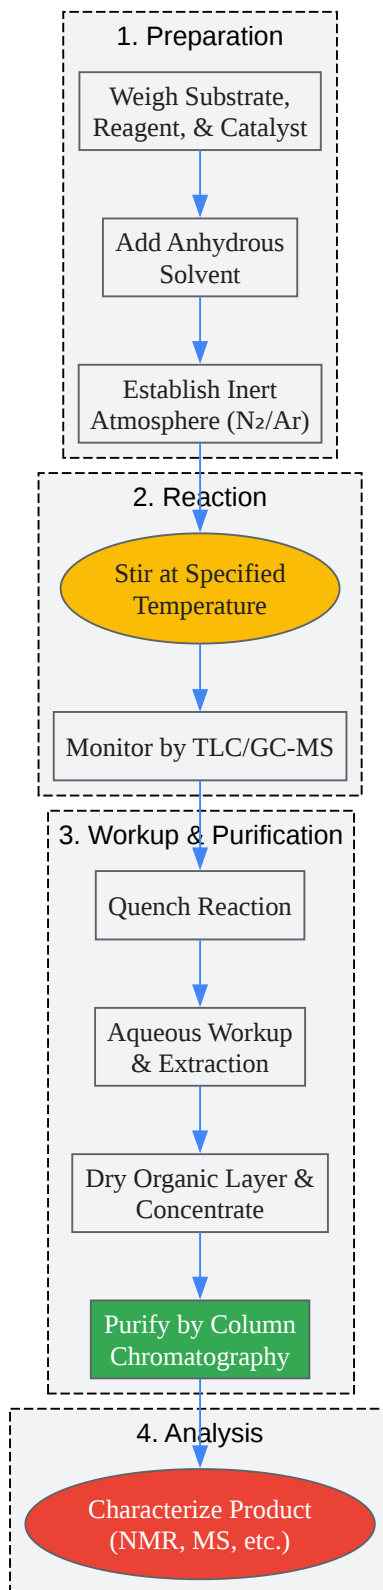 1. Preparation
Weigh Substrate,
Reagent, & Catalyst
Add Anhydrous
Solvent
Establish Inert
Atmosphere (N₂/Ar)
2. Reaction
Stir at Specified
Temperature
Monitor by TLC/GC-MS
3. Workup & Purification
Quench Reaction
Aqueous Workup
& Extraction
Dry Organic Layer &
Concentrate
Purify by Column
Chromatography
4. Analysis
Characterize Product
(NMR, MS, etc.)